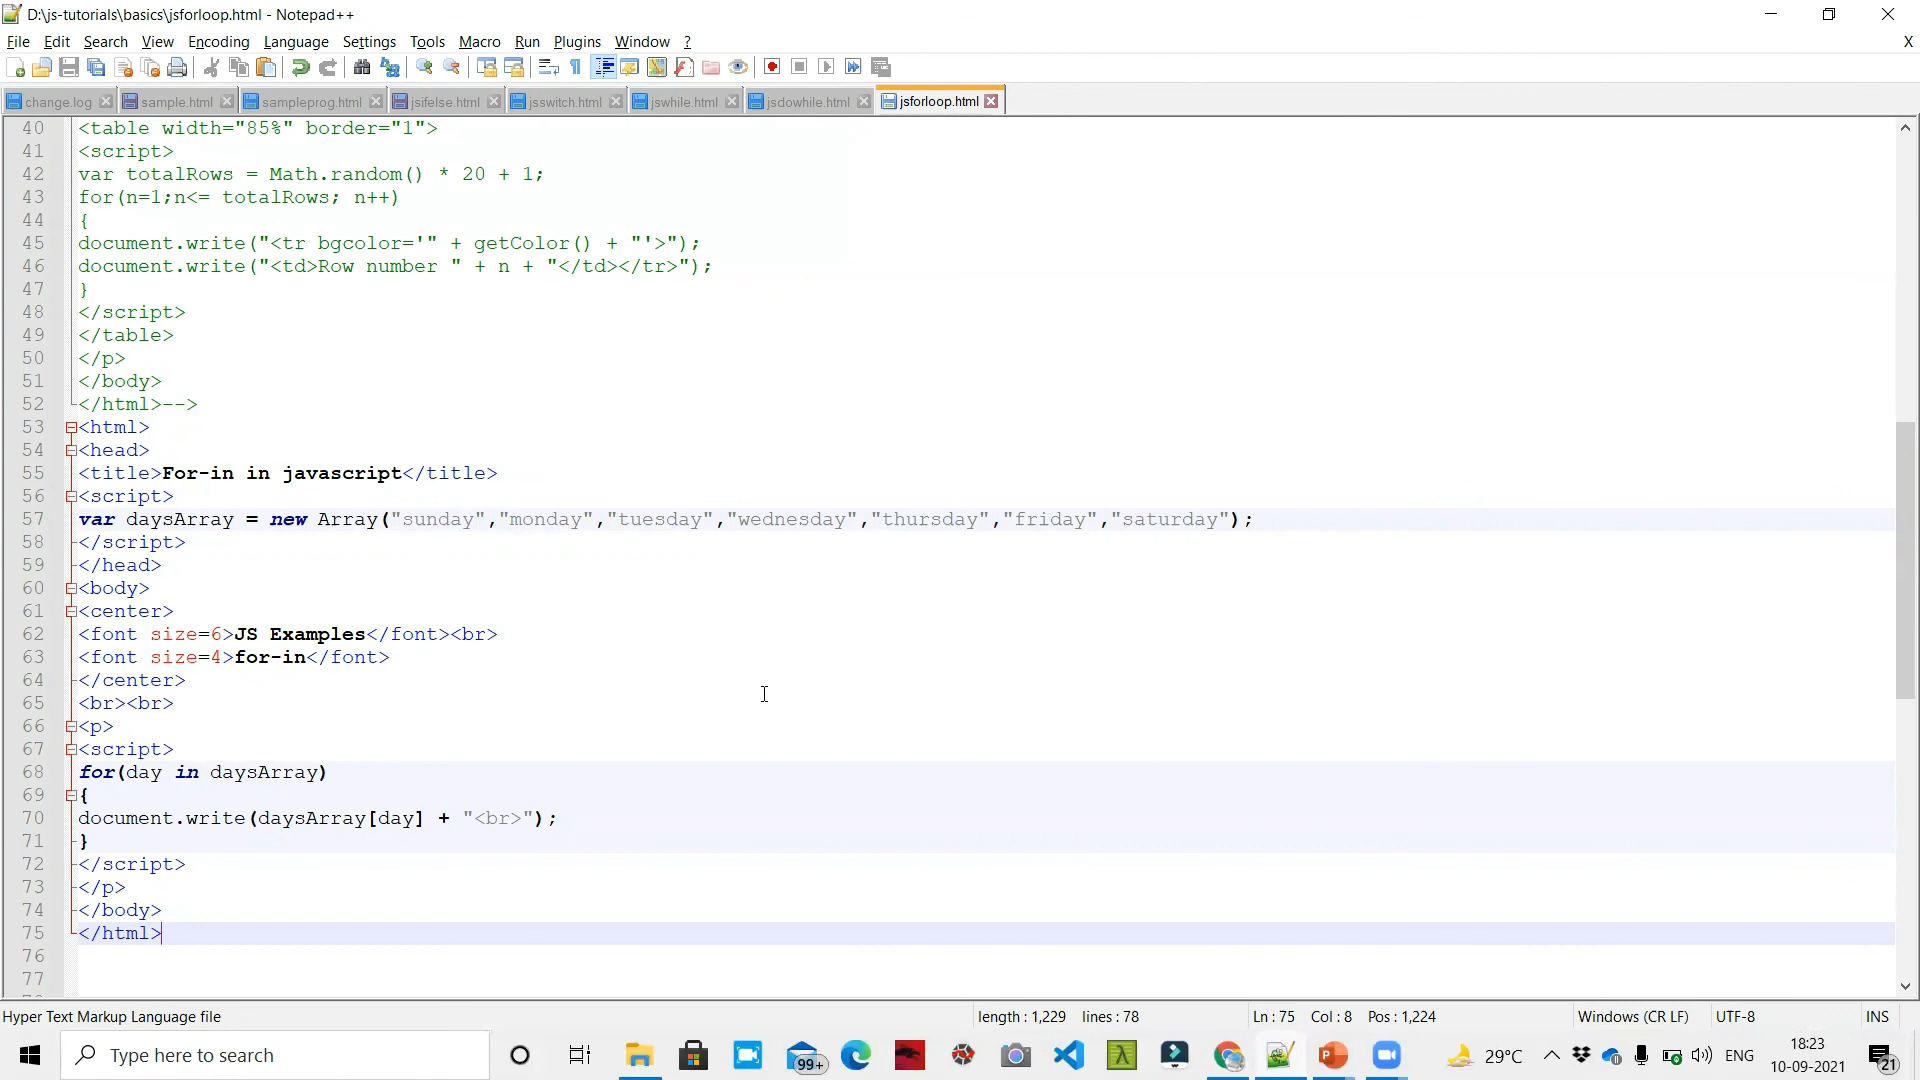 D:\js-tutorials\basics\jsforloop.html - Notepad++
File Edit Search View Encoding Language Settings Tools Macro Run Plugins Window ? X
change.log sample.html sampleprog.html jsifelse.html jsswitch.html jswhile.html jsdowhile.html jsforloop.html
40 <table width="85%" border="1">
41 <script>
42 var totalRows = Math.random() * 20 + 1;
43 for(n=1;n<= totalRows; n++)
44 {
45 document.write("<tr bgcolor='" + getColor() + "'>");
46 document.write("<td>Row number " + n + "</td></tr>");
47 }
48 </script>
49 </table>
50 </p>
51 </body>
52 </html>-->
53 <html>
54 <head>
55 <title>For-in in javascript</title>
56 <script>
57 var daysArray = new Array("sunday","monday","tuesday","wednesday","thursday","friday","saturday");
58 </script>
59 </head>
60 <body>
61 <center>
62 <font size=6>JS Examples</font><br>
63 <font size=4>for-in</font>
64 </center>
65 <br><br>
66 <p>
67 <script>
68 for(day in daysArray)
69 {
70 document.write(daysArray[day] + "<br>");
71 }
72 </script>
73 </p>
74 </body>
75 </html>
76
77
Hyper Text Markup Language file length : 1,229 lines : 78 Ln : 75 Col : 8 Pos : 1,224 Windows (CR LF) UTF-8 INS
Type here to search 99+ 29°C ENG 18:23
10-09-2021 21